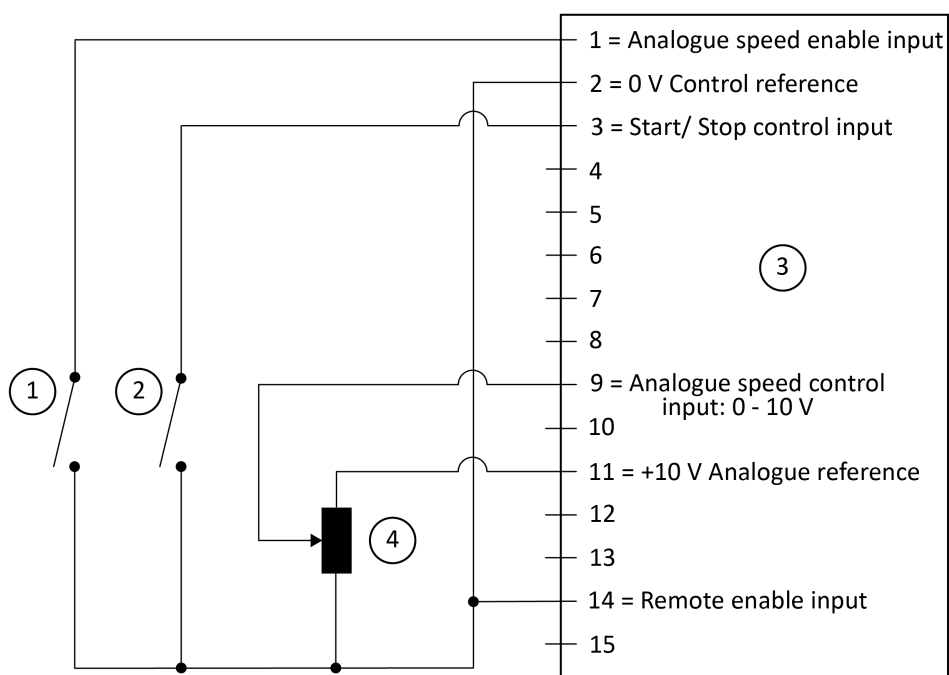 1 = Analogue speed enable input
2 = 0 V Control reference
3 = Start/ Stop control input
4
5
6
3
7
8
1
2
9 = Analogue speed control
input: 0 - 10 V
10
11 = +10 V Analogue reference
12
4
13
14 = Remote enable input
15